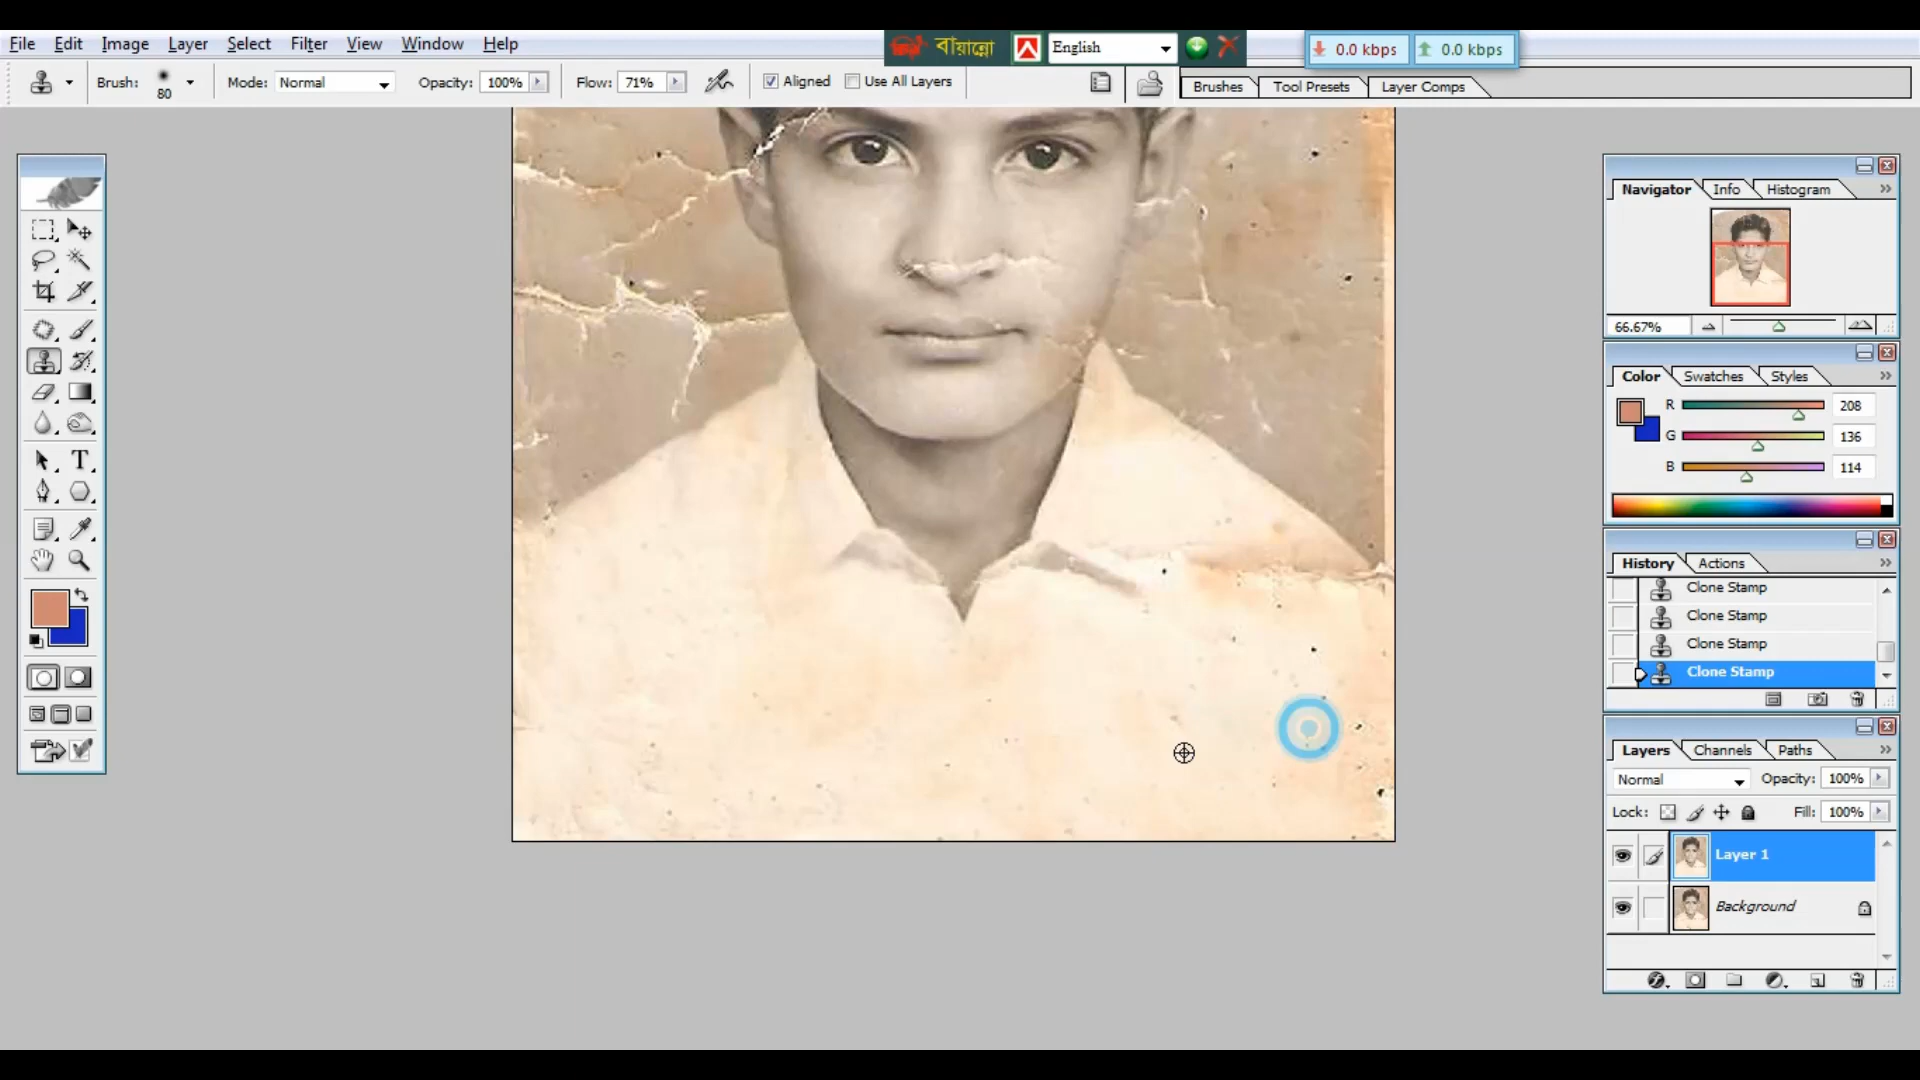 File Edit Image Layer Select Filter View Window Help
বায়ান্নো English
0.0 kbps 0.0 kbps
Brush: 80 Mode: Normal Opacity: 100% Flow: 71% Aligned Use All Layers
Brushes Tool Presets Layer Comps
Navigator Info Histogram
66.67%
Color Swatches Styles
R 208
G 136
B 114
History Actions
Clone Stamp
Clone Stamp
Clone Stamp
Clone Stamp
Layers Channels Paths
Normal Opacity: 100%
Lock: Fill: 100%
Layer 1
Background
T